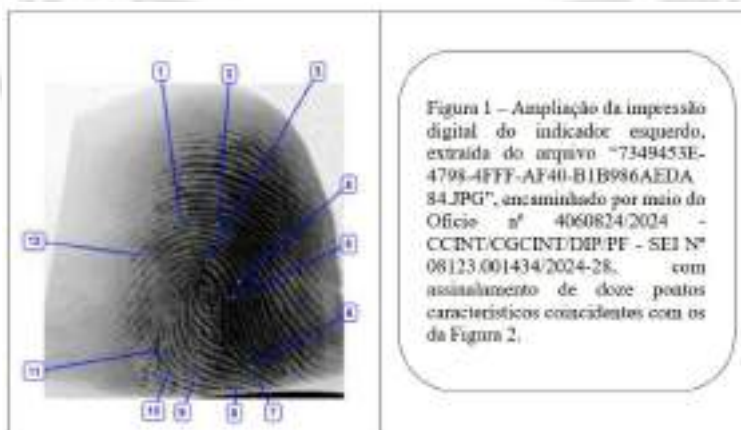 1
2
3
12
6
11
10
9
8
7
Figura 1 – Ampliação da impressão
digital do indicador esquerdo,
extraída do arquivo "7349453E-
4798-4FFF-AF40-B1B986AEDA
84.JPG", encaminhado por meio do
Ofício nº 4060824/2024 -
CCINT/CGCINT/DIP/PF - SEI Nº
08123.001434/2024-28, com
assinalamento de doze pontos
característicos coincidentes com os
da Figura 2.